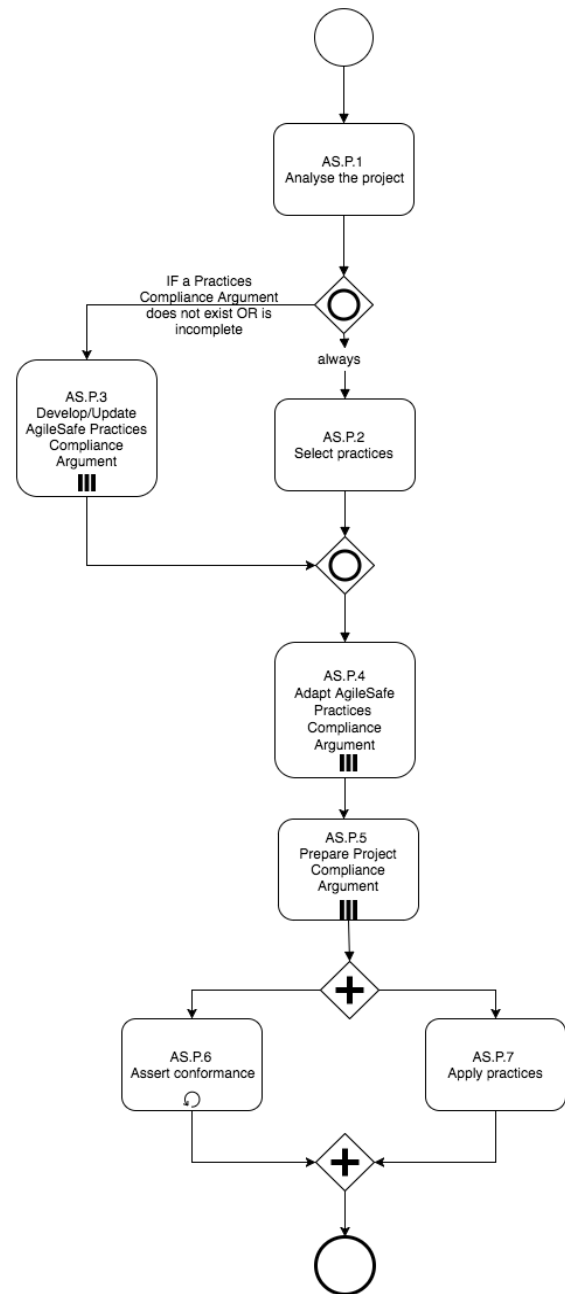 AS.P.1
Analyse the project
IF a Practices
Compliance Argument
does not exist OR is
incomplete
always
AS.P.3
Develop/Update
AgileSafe Practices
Compliance
Argument
AS.P.2
Select practices
AS.P.4
Adapt AgileSafe
Practices
Compliance
Argument
AS.P.5
Prepare Project
Compliance
Argument
AS.P.6
Assert conformance
AS.P.7
Apply practices